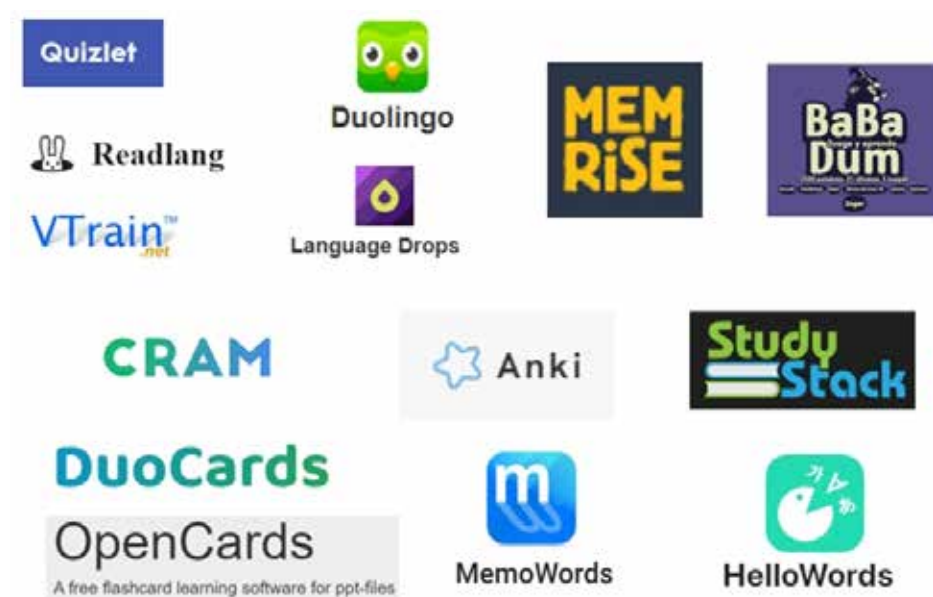 Quizlet
Duolingo
MEM
RiSE
BaBa
Dum
Readlang
VTrain™
.net
Language Drops
CRAM
Anki
Study
Stack
DuoCards
OpenCards
A free flashcard learning software for ppt-files
m
MemoWords
HelloWords